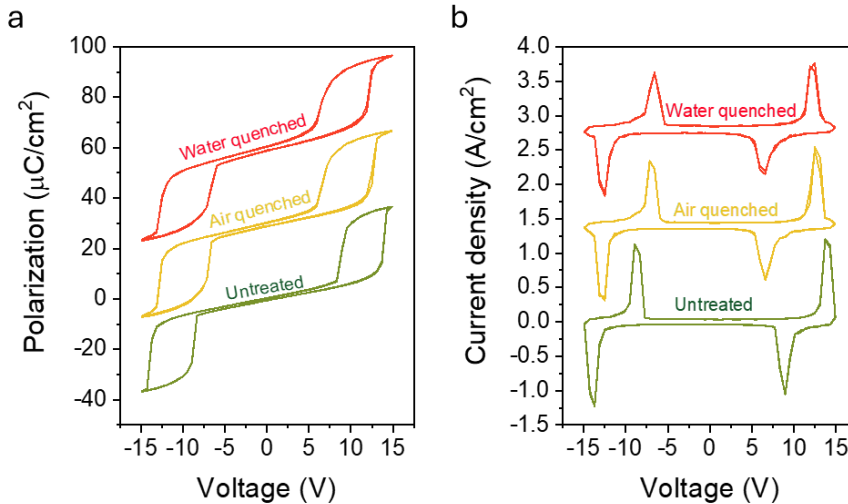 a
Polarization (μC/cm²)
100
80
60
40
20
0
-20
-40
-15 -10 -5 0 5 10 15
Voltage (V)
Water quenched
Air quenched
Untreated
b
Current density (A/cm²)
4.0
3.5
3.0
2.5
2.0
1.5
1.0
0.5
0.0
-0.5
-1.0
-1.5
-15 -10 -5 0 5 10 15
Voltage (V)
Water quenched
Air quenched
Untreated